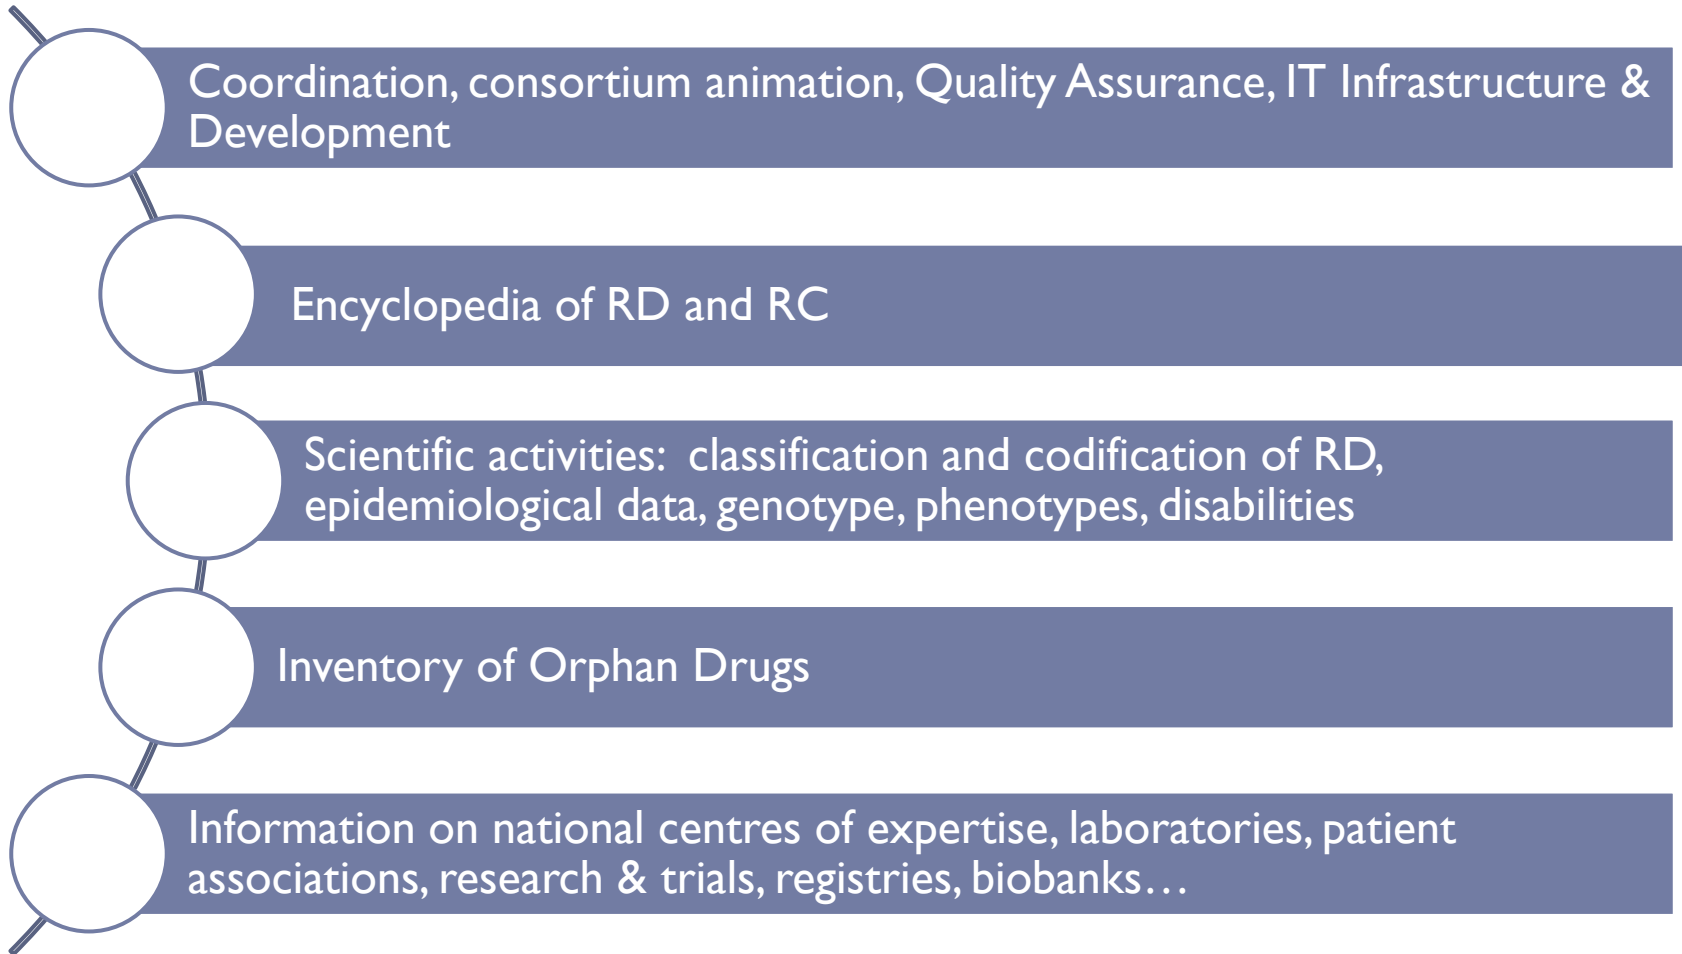 Coordination, consortium animation, Quality Assurance, IT Infrastructure &
Development
Encyclopedia of RD and RC
Scientific activities:  classification and codification of RD,
epidemiological data, genotype, phenotypes, disabilities
Inventory of Orphan Drugs
Information on national centres of expertise, laboratories, patient
associations, research & trials, registries, biobanks…